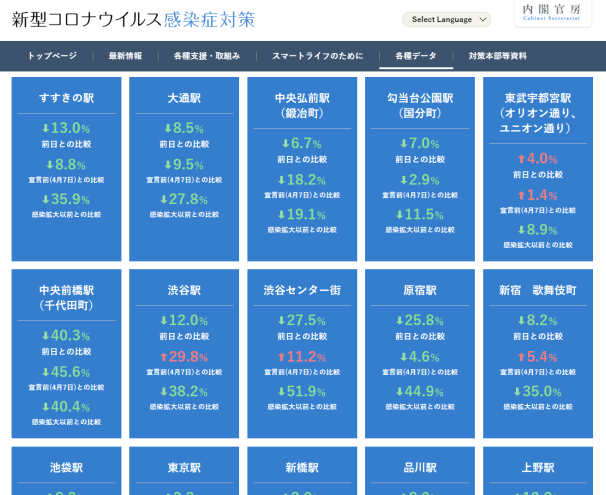 新型コロナウイルス感染症対策
Select Language
内閣官房
Cabinet Secretariat
トップページ
最新情報
各種支援・取組み
スマートライフのために
各種データ
対策本部等資料
すすきの駅
⬇13.0%
前日との比較
⬇8.8%
宣言前(4月7日)との比較
⬇35.9%
感染拡大以前との比較
大通駅
⬇8.5%
前日との比較
⬇9.5%
宣言前(4月7日)との比較
⬇27.8%
感染拡大以前との比較
中央弘前駅
（鍛冶町）
⬇6.7%
前日との比較
⬇18.2%
宣言前(4月7日)との比較
⬇19.1%
感染拡大以前との比較
勾当台公園駅
（国分町）
⬇7.0%
前日との比較
⬇2.9%
宣言前(4月7日)との比較
⬇11.5%
感染拡大以前との比較
東武宇都宮駅
（オリオン通り、
ユニオン通り）
⬆4.0%
前日との比較
⬆1.4%
宣言前(4月7日)との比較
⬇8.9%
感染拡大以前との比較
中央前橋駅
（千代田町）
⬇40.3%
前日との比較
⬇45.6%
宣言前(4月7日)との比較
⬇40.4%
感染拡大以前との比較
渋谷駅
⬇12.0%
前日との比較
⬆29.8%
宣言前(4月7日)との比較
⬇38.2%
感染拡大以前との比較
渋谷センター街
⬇27.5%
前日との比較
⬆11.2%
宣言前(4月7日)との比較
⬇51.9%
感染拡大以前との比較
原宿駅
⬇25.8%
前日との比較
⬇4.6%
宣言前(4月7日)との比較
⬇44.9%
感染拡大以前との比較
新宿　歌舞伎町
⬇8.2%
前日との比較
⬆5.4%
宣言前(4月7日)との比較
⬇35.0%
感染拡大以前との比較
池袋駅
東京駅
新橋駅
品川駅
上野駅